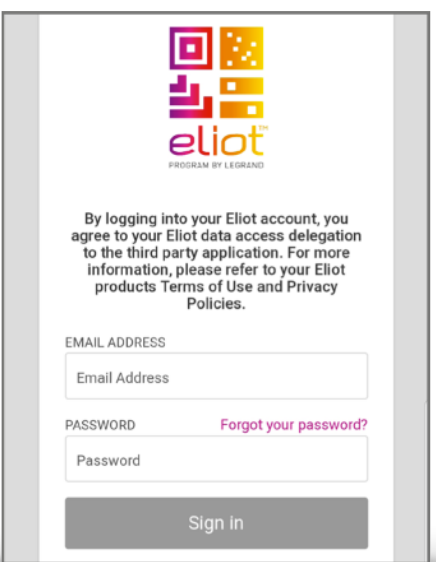 eliot™
PROGRAM BY LEGRAND
By logging into your Eliot account, you
agree to your Eliot data access delegation
to the third party application. For more
information, please refer to your Eliot
products Terms of Use and Privacy
Policies.
EMAIL ADDRESS
Email Address
PASSWORD Forgot your password?
Password
Sign in